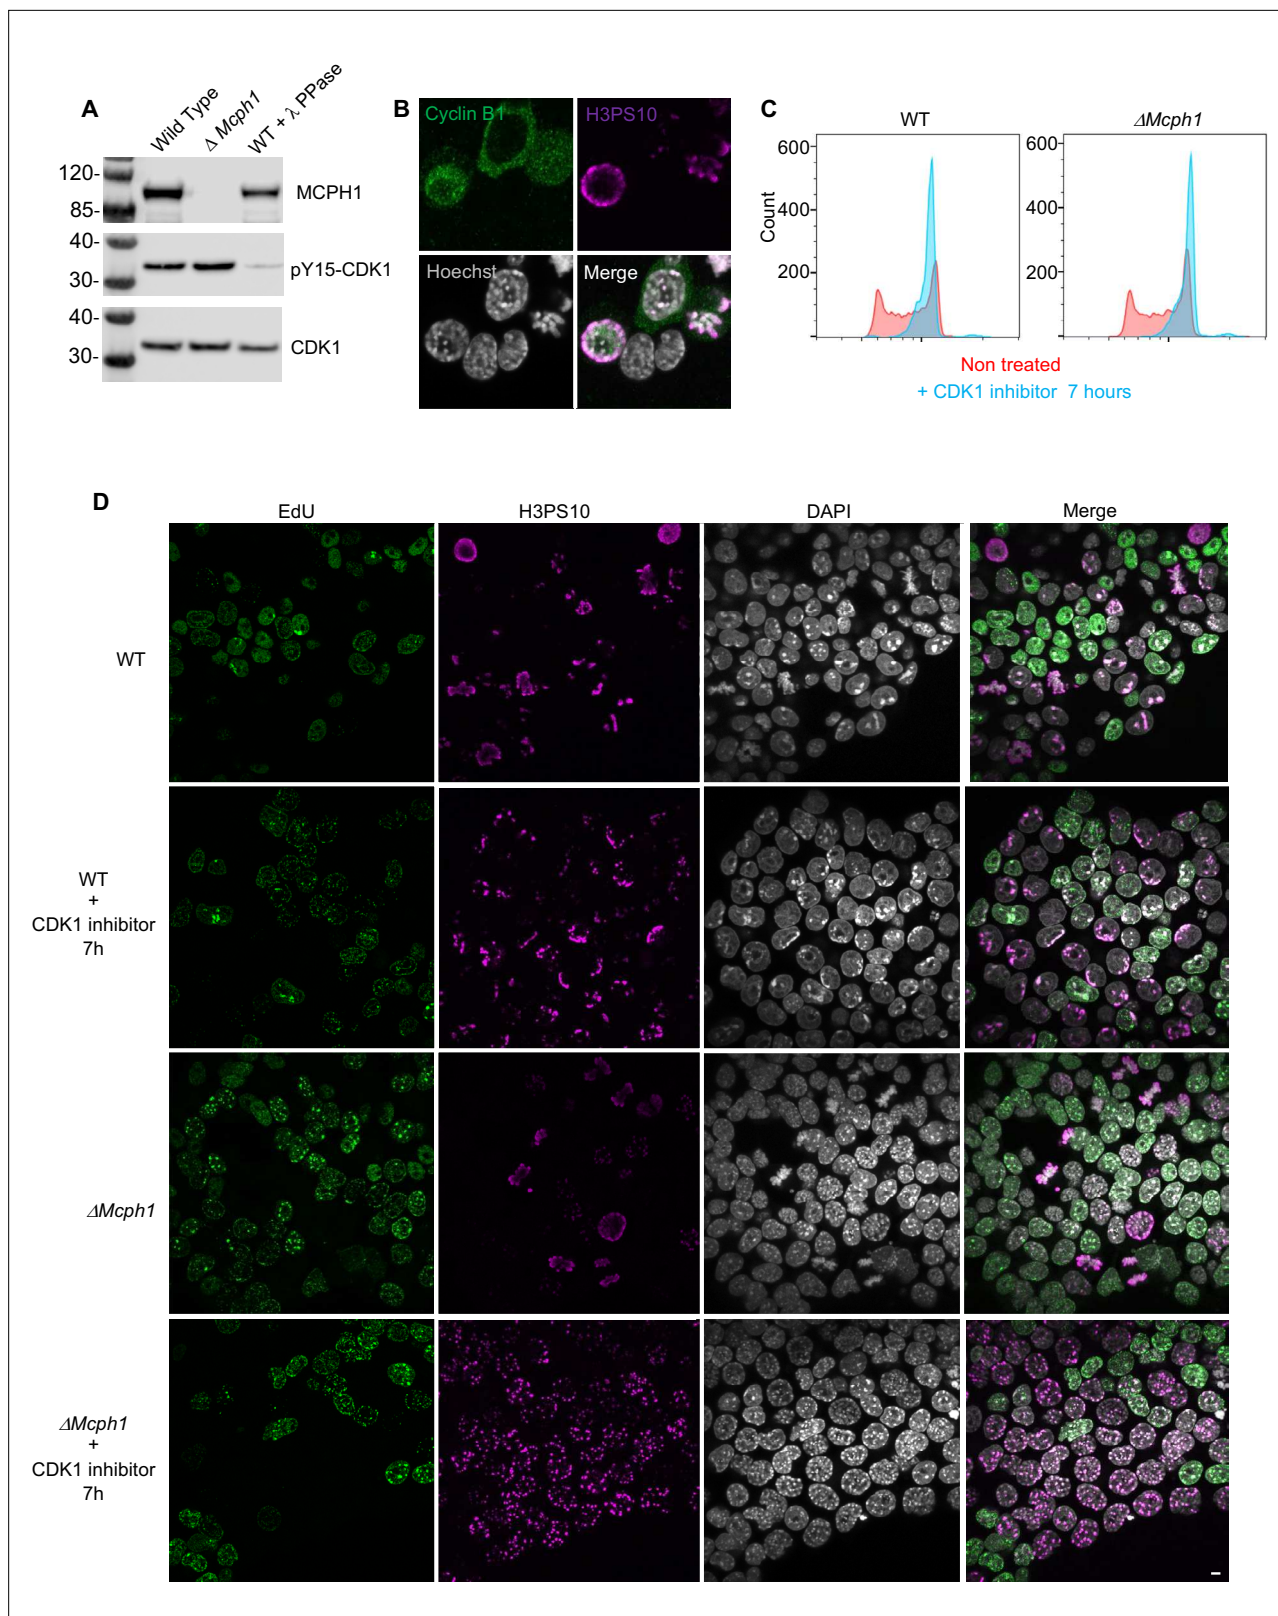 A
Wild Type
Δ Mcph1
WT + λ PPase
120-
85-
MCPH1
40-
30-
pY15-CDK1
40-
30-
CDK1
B
Cyclin B1
H3PS10
Hoechst
Merge
C
WT
ΔMcph1
Count
600
400
200
600
400
200
Non treated
+ CDK1 inhibitor 7 hours
D
EdU
H3PS10
DAPI
Merge
WT
WT
+
CDK1 inhibitor
7h
ΔMcph1
ΔMcph1
+
CDK1 inhibitor
7h